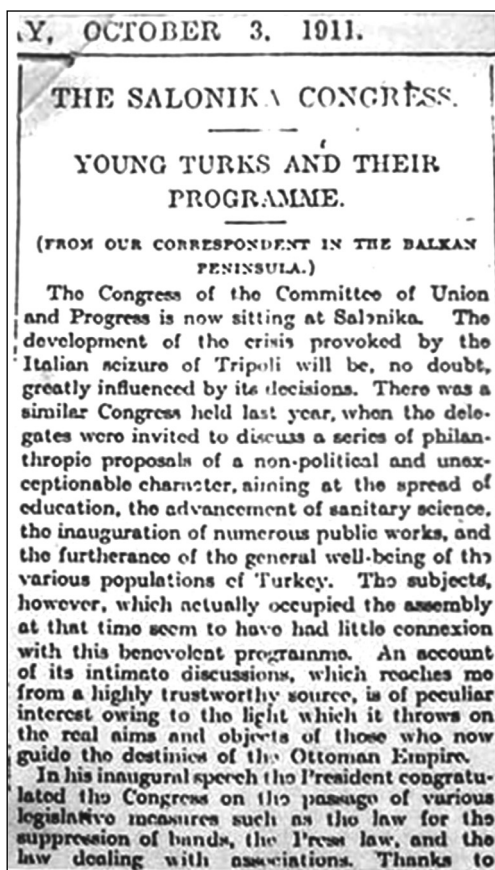 Y, OCTOBER 3, 1911.
THE SALONIKA CONGRESS.
YOUNG TURKS AND THEIR
PROGRAMME.
(FROM OUR CORRESPONDENT IN THE BALKAN
PENINSULA.)
The Congress of the Committee of Union
and Progress is now sitting at Salonika. The
development of the crisis provoked by the
Italian seizure of Tripoli will be, no doubt,
greatly influenced by its decisions. There was a
similar Congress held last year, when the dele-
gates were invited to discuss a series of philan-
thropic proposals of a non-political and unex-
ceptionable character, aiming at the spread of
education, the advancement of sanitary science,
the inauguration of numerous public works, and
the furtherance of the general well-being of the
various populations of Turkey. The subjects,
however, which actually occupied the assembly
at that time seem to have had little connexion
with this benevolent programme. An account
of its intimate discussions, which reaches me
from a highly trustworthy source, is of peculiar
interest owing to the light which it throws on
the real aims and objects of those who now
guide the destinies of the Ottoman Empire.
In his inaugural speech the President congratu-
lated the Congress on the passage of various
legislative measures such as the law for the
suppression of bands, the Press law, and the
law dealing with associations. Thanks to